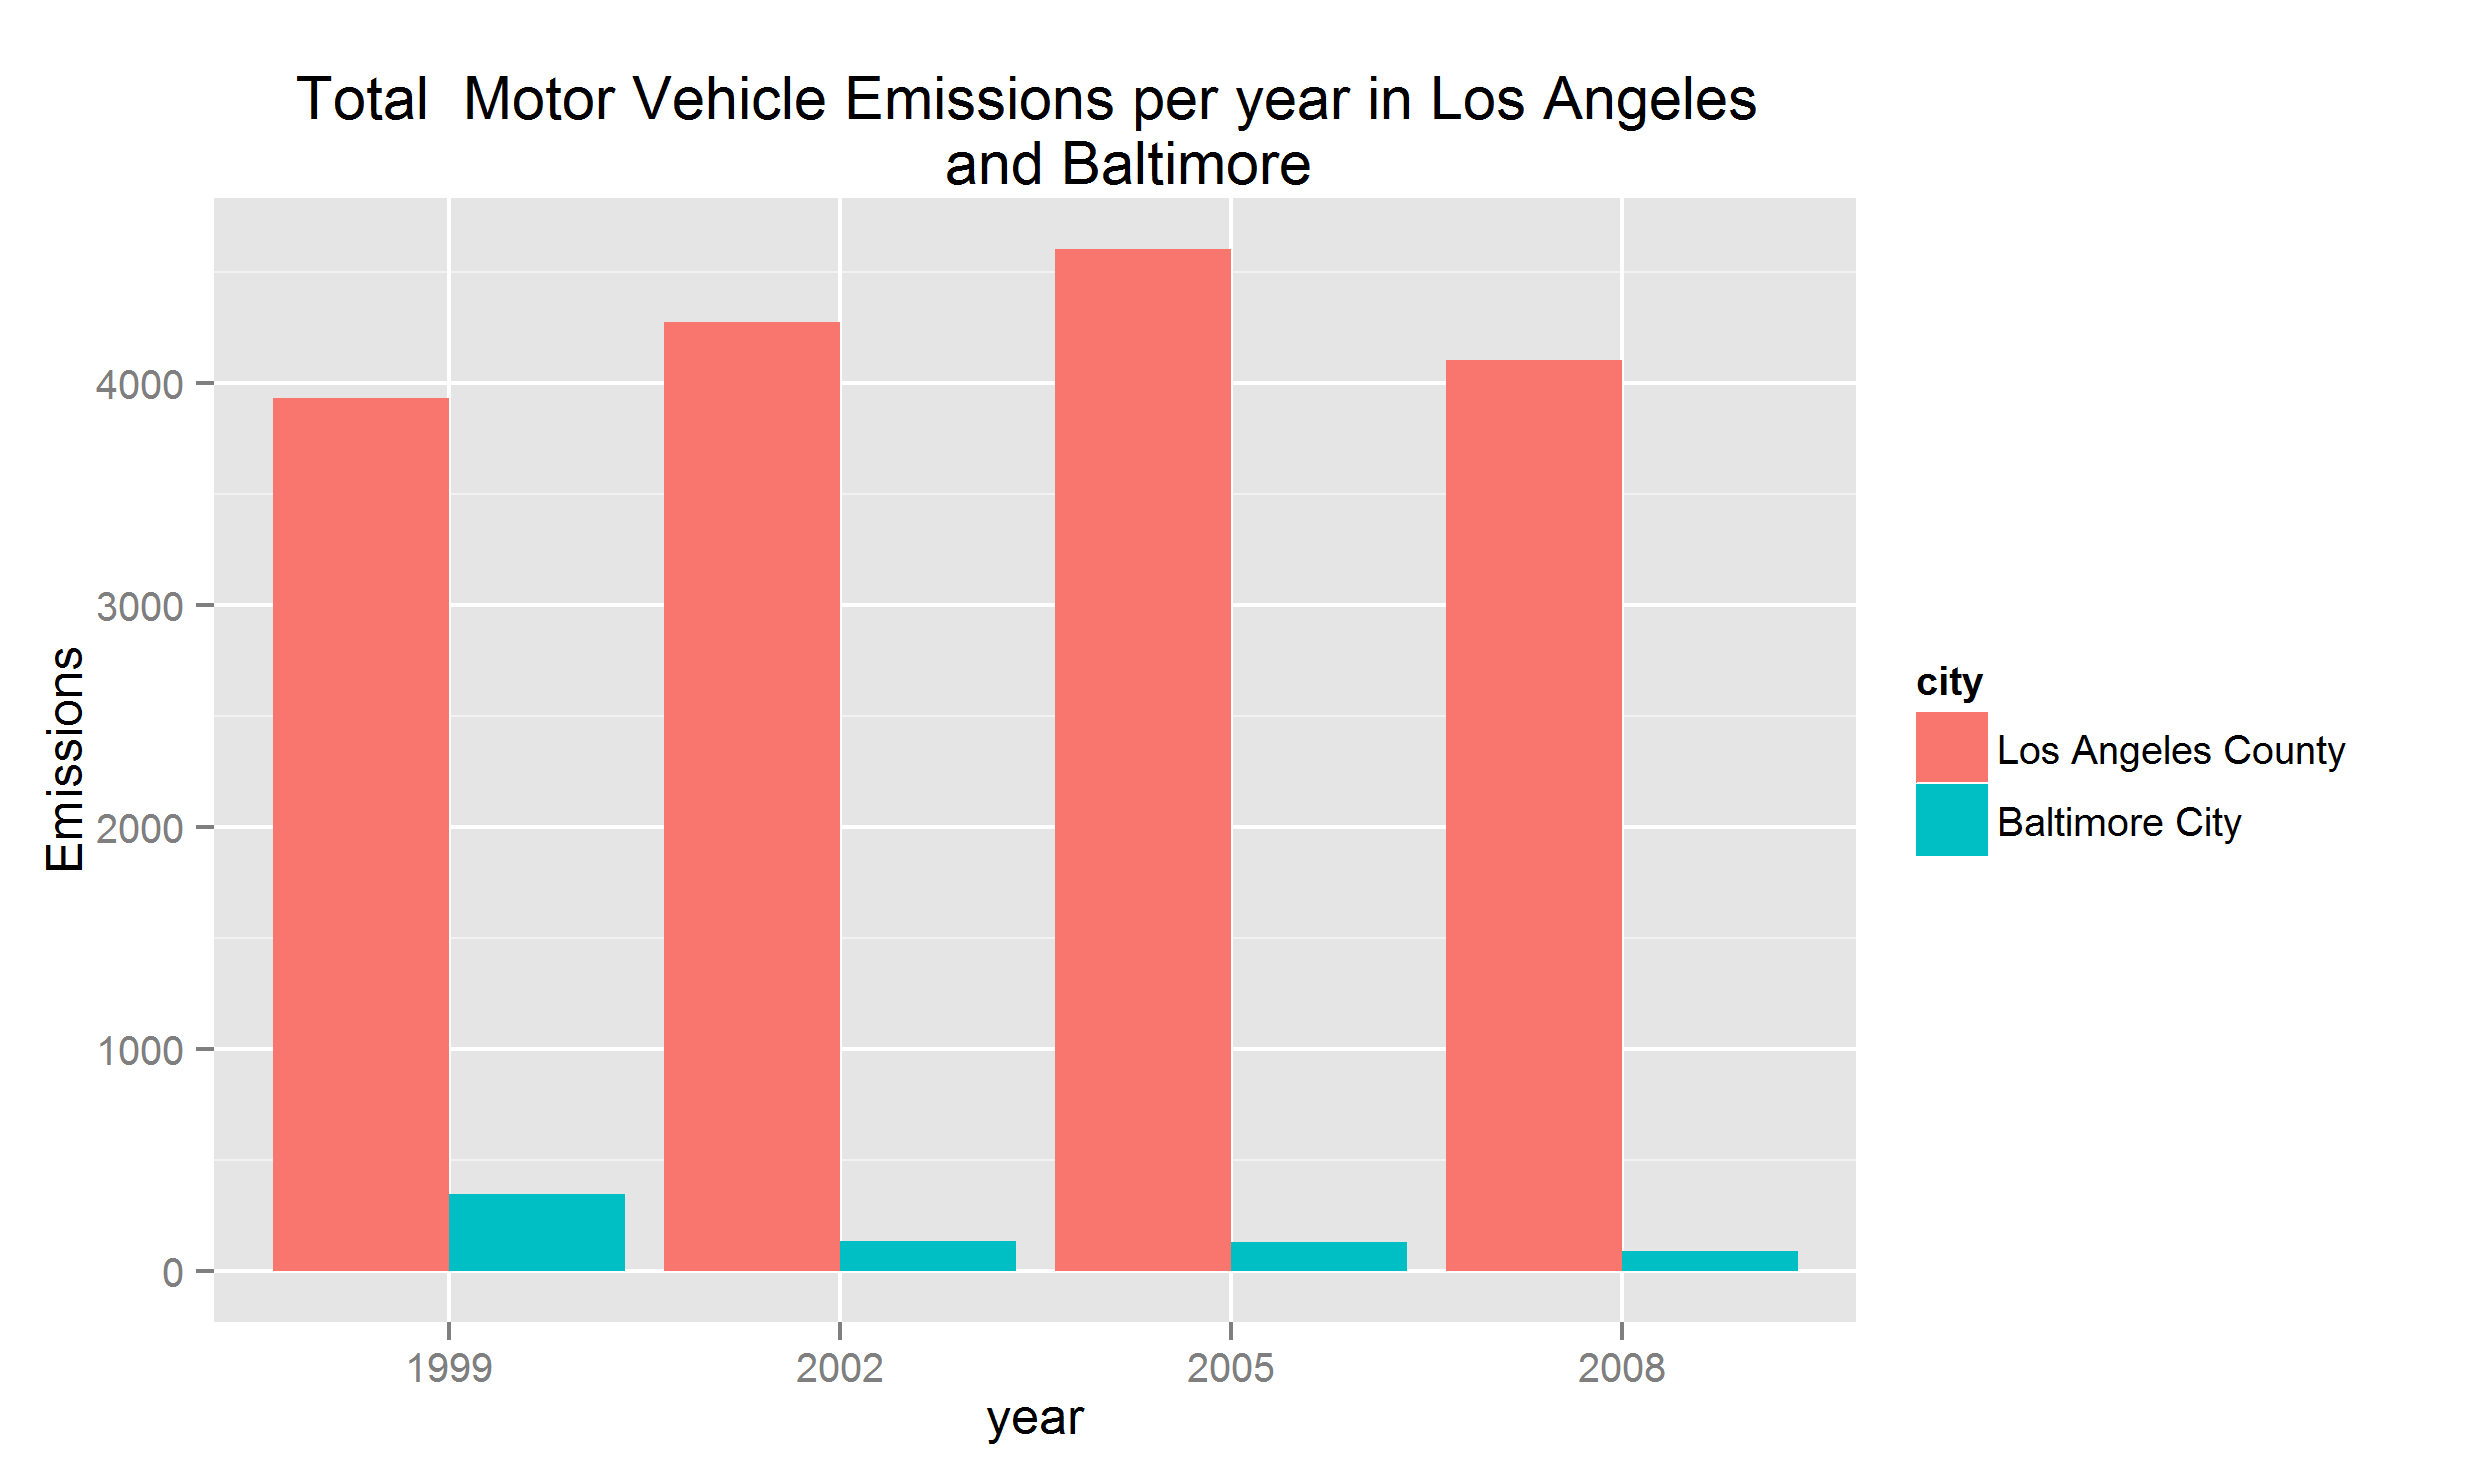 Total  Motor Vehicle Emissions per year in Los Angeles
and Baltimore
Emissions
4000
3000
2000
1000
0
1999
2002
2005
2008
year
city
Los Angeles County
Baltimore City